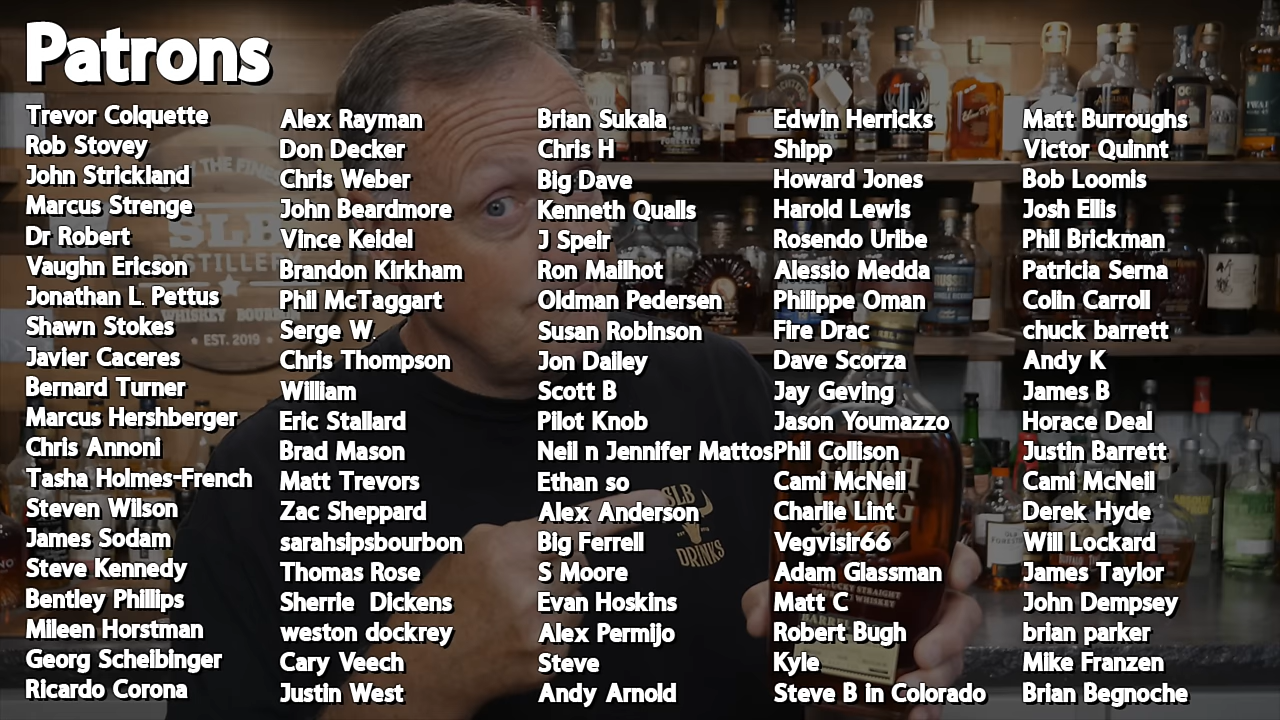 Patrons
Trevor Colquette
Rob Stovey
John Strickland
Marcus Strenge
Dr Robert
Vaughn Ericson
Jonathan L. Pettus
Shawn Stokes
Javier Caceres
Bernard Turner
Marcus Hershberger
Chris Annoni
Tasha Holmes-French
Steven Wilson
James Sodam
Steve Kennedy
Bentley Phillips
Mileen Horstman
Georg Scheibinger
Ricardo Corona
Alex Rayman
Don Decker
Chris Weber
John Beardmore
Vince Keidel
Brandon Kirkham
Phil McTaggart
Serge W.
Chris Thompson
William
Eric Stallard
Brad Mason
Matt Trevors
Zac Sheppard
sarahsipsbourbon
Thomas Rose
Sherrie Dickens
weston dockrey
Cary Veech
Justin West
Brian Sukala
Chris H
Big Dave
Kenneth Qualls
J Speir
Ron Mailhot
Oldman Pedersen
Susan Robinson
Jon Dailey
Scott B
Pilot Knob
Neil n Jennifer Mattos
Ethan so
Alex Anderson
Big Ferrell
S Moore
Evan Hoskins
Alex Permijo
Steve
Andy Arnold
Edwin Herricks
Shipp
Howard Jones
Harold Lewis
Rosendo Uribe
Alessio Medda
Philippe Oman
Fire Drac
Dave Scorza
Jay Geving
Jason Youmazzo
Phil Collison
Cami McNeil
Charlie Lint
Vegvisir66
Adam Glassman
Matt C
Robert Bugh
Kyle
Steve B in Colorado
Matt Burroughs
Victor Quinnt
Bob Loomis
Josh Ellis
Phil Brickman
Patricia Serna
Colin Carroll
chuck barrett
Andy K
James B
Horace Deal
Justin Barrett
Cami McNeil
Derek Hyde
Will Lockard
James Taylor
John Dempsey
brian parker
Mike Franzen
Brian Begnoche
THE FINES
SLB
DISTILLERY
WHISKEY BOURB
EST. 2019
SLB
DRINKS